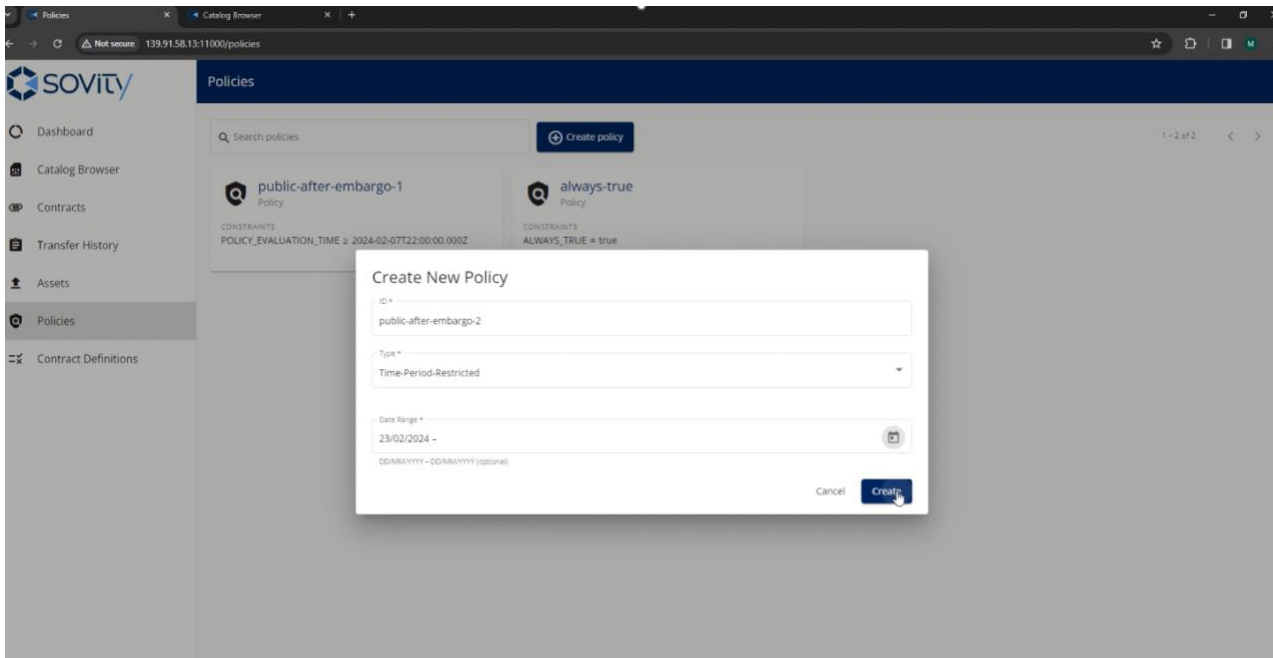 Policies
Catalog Browser
Not secure 139.91.58.13:11000/policies
M
SOVITY
Policies
Dashboard
Catalog Browser
Contracts
Transfer History
Assets
Policies
Contract Definitions
Search policies
Create policy
1 – 2 of 2
public-after-embargo-1
Policy
CONSTRAINTS
POLICY_EVALUATION_TIME ≥ 2024-02-07T22:00:00.000Z
always-true
Policy
CONSTRAINTS
ALWAYS_TRUE = true
Create New Policy
ID *
public-after-embargo-2
Type *
Time-Period-Restricted
Date Range *
23/02/2024 –
DD/MM/YYYY – DD/MM/YYYY (optional)
Cancel
Create